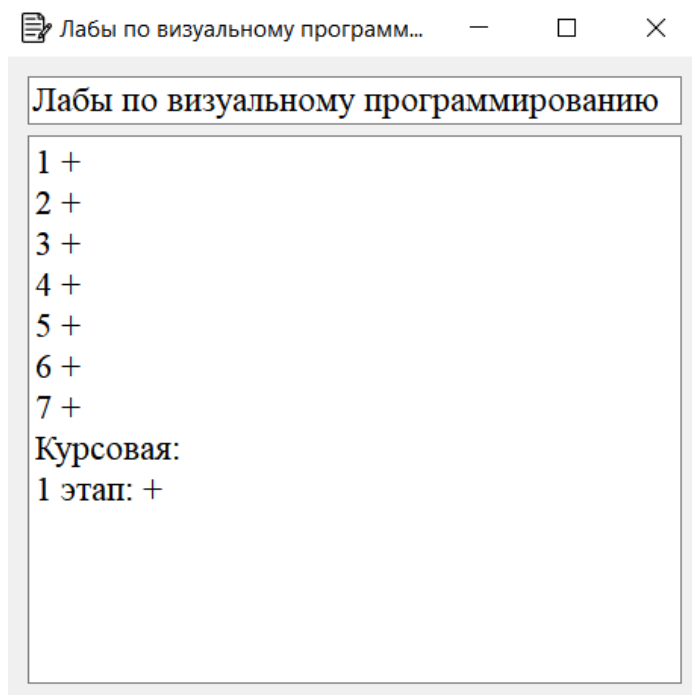 Лабы по визуальному программ...
Лабы по визуальному программированию
1 +
2 +
3 +
4 +
5 +
6 +
7 +
Курсовая:
1 этап: +